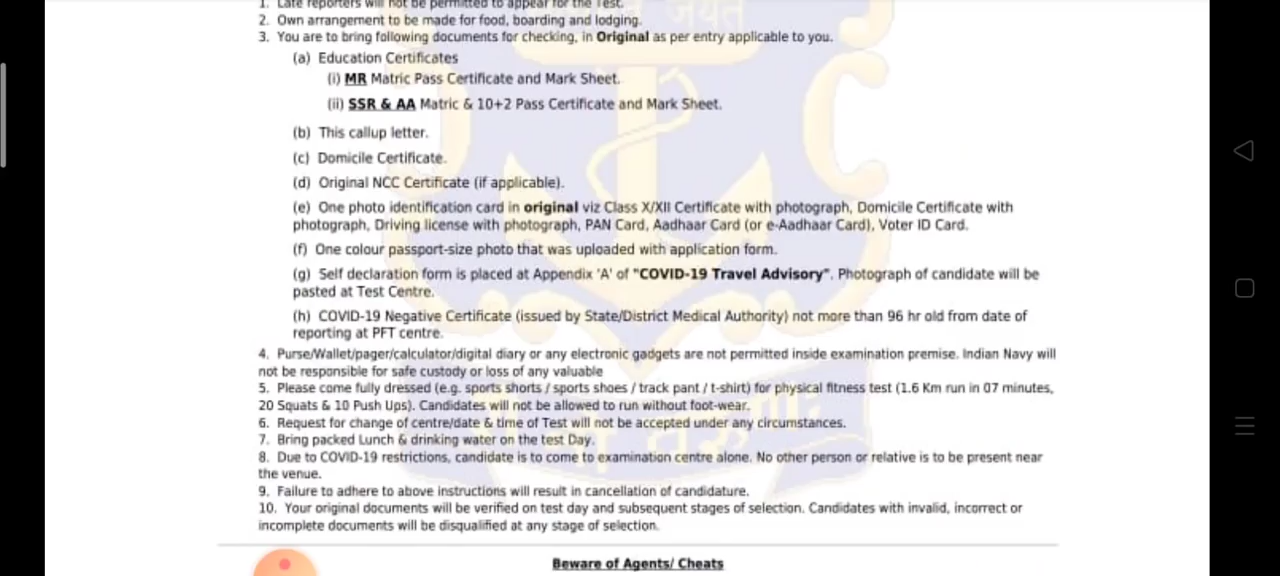 1. Late reporters will not be permitted to appear for the Test.
2. Own arrangement to be made for food, boarding and lodging.
3. You are to bring following documents for checking, in Original as per entry applicable to you.
(a) Education Certificates
(i) MR Matric Pass Certificate and Mark Sheet.
(ii) SSR & AA Matric & 10+2 Pass Certificate and Mark Sheet.
(b) This callup letter.
(c) Domicile Certificate.
(d) Original NCC Certificate (if applicable).
(e) One photo identification card in original viz Class X/XII Certificate with photograph, Domicile Certificate with
photograph, Driving license with photograph, PAN Card, Aadhaar Card (or e-Aadhaar Card), Voter ID Card.
(f) One colour passport-size photo that was uploaded with application form.
(g) Self declaration form is placed at Appendix 'A' of "COVID-19 Travel Advisory". Photograph of candidate will be
pasted at Test Centre.
(h) COVID-19 Negative Certificate (issued by State/District Medical Authority) not more than 96 hr old from date of
reporting at PFT centre.
4. Purse/Wallet/pager/calculator/digital diary or any electronic gadgets are not permitted inside examination premise. Indian Navy will
not be responsible for safe custody or loss of any valuable
5. Please come fully dressed (e.g. sports shorts / sports shoes / track pant / t-shirt) for physical fitness test (1.6 Km run in 07 minutes,
20 Squats & 10 Push Ups). Candidates will not be allowed to run without foot-wear.
6. Request for change of centre/date & time of Test will not be accepted under any circumstances.
7. Bring packed Lunch & drinking water on the test Day.
8. Due to COVID-19 restrictions, candidate is to come to examination centre alone. No other person or relative is to be present near
the venue.
9. Failure to adhere to above instructions will result in cancellation of candidature.
10. Your original documents will be verified on test day and subsequent stages of selection. Candidates with invalid, incorrect or
incomplete documents will be disqualified at any stage of selection.
Beware of Agents/ Cheats